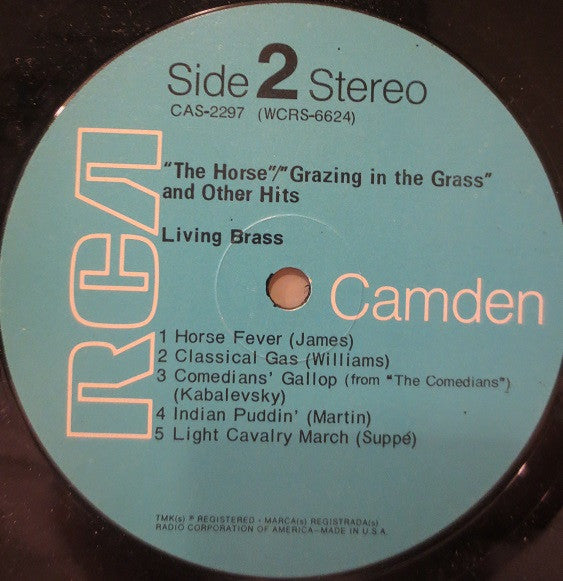 Side 2 Stereo
CAS-2297 (WCRS-6624)
"The Horse"/"Grazing in the Grass"
and Other Hits
Living Brass
RCA
Camden
1 Horse Fever (James)
2 Classical Gas (Williams)
3 Comedians' Gallop (from "The Comedians")
(Kabalevsky)
4 Indian Puddin' (Martin)
5 Light Cavalry March (Suppé)
TMK(s) ® REGISTERED • MARCA(s) REGISTRADA(s)
RADIO CORPORATION OF AMERICA–MADE IN U.S.A.